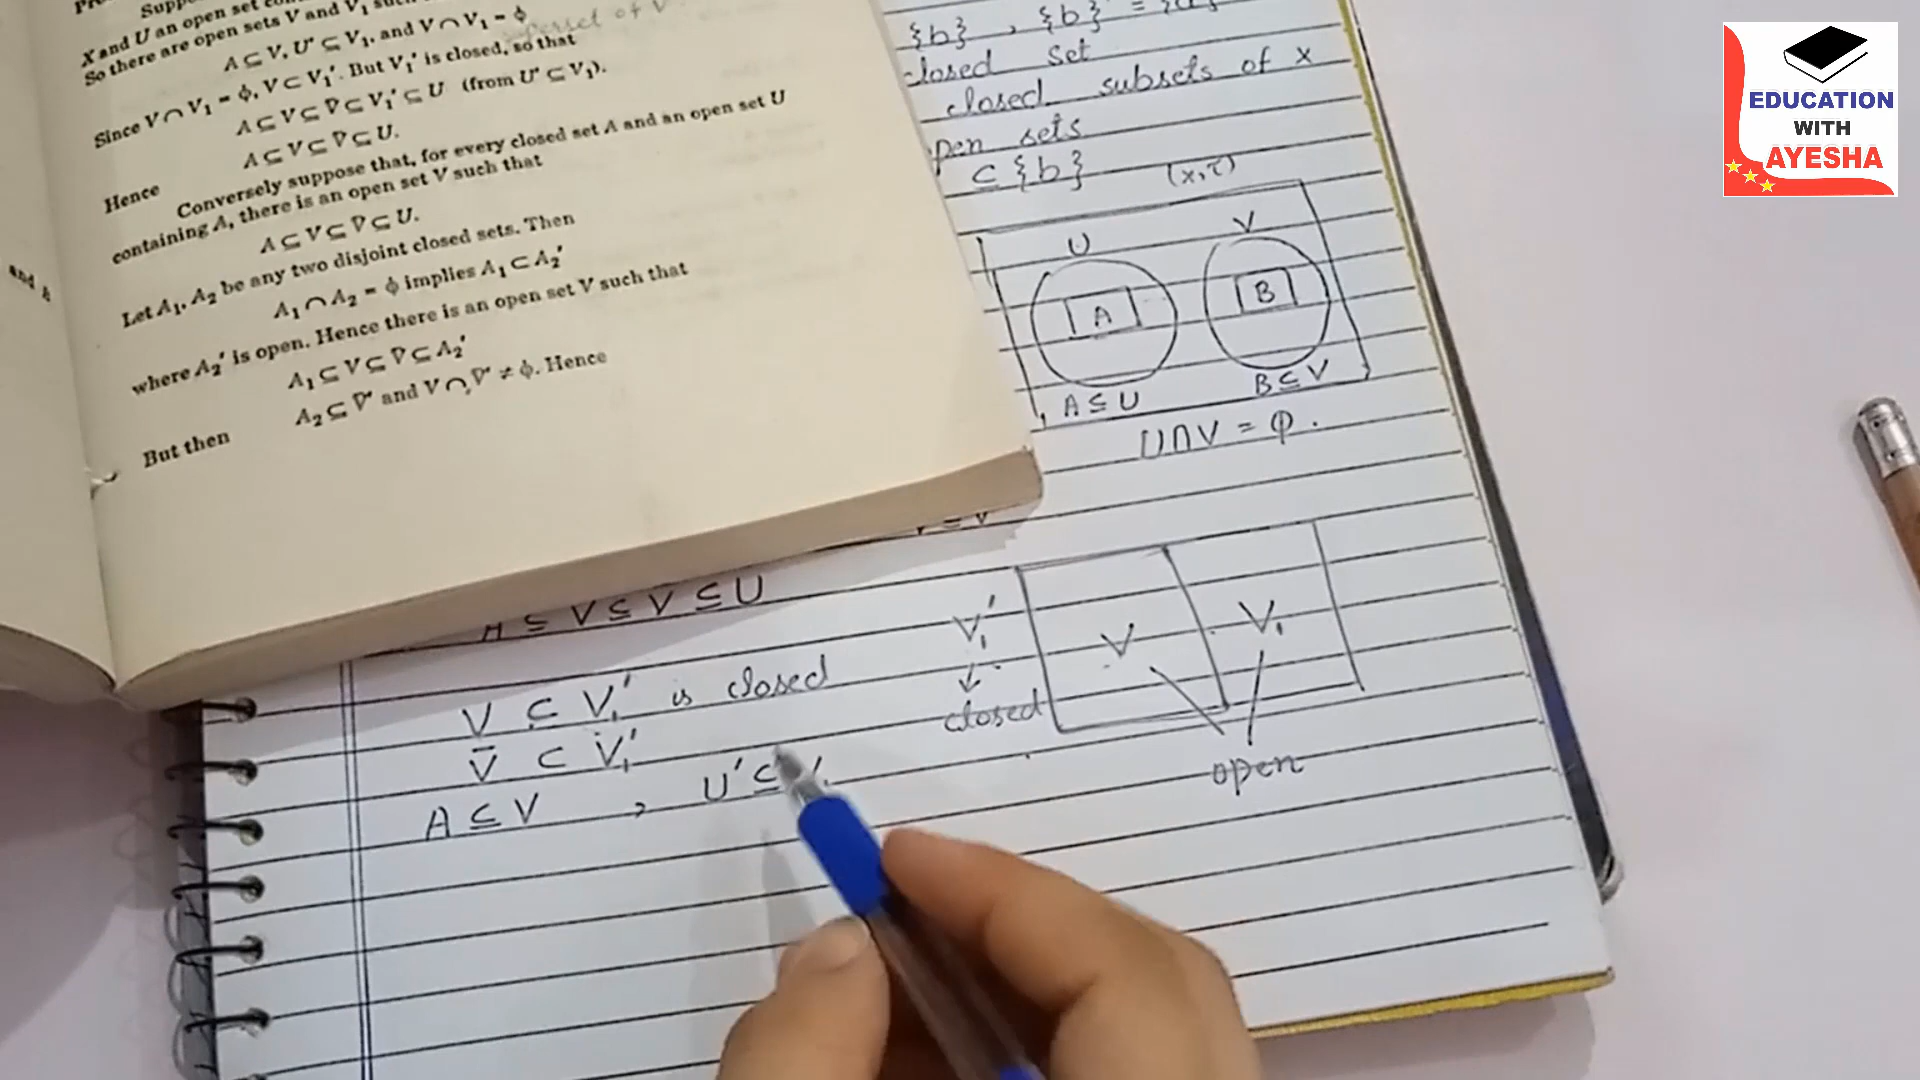 X and U an open set
So there are open sets V and V₁
A ⊆ V, U′ ⊆ V₁, and V ∩ V₁ = ϕ
superset of V
Since V ∩ V₁ = ϕ, V ⊂ V₁′. But V₁′ is closed, so that
A ⊆ V ⊆ V̄ ⊆ V₁′ ⊆ U (from U′ ⊆ V₁).
Hence A ⊆ V ⊆ V̄ ⊆ U.
Conversely suppose that, for every closed set A and an open set U
containing A, there is an open set V such that
A ⊆ V ⊆ V̄ ⊆ U.
Let A₁, A₂ be any two disjoint closed sets. Then
A₁ ∩ A₂ = ϕ implies A₁ ⊂ A₂′
where A₂′ is open. Hence there is an open set V such that
A₁ ⊆ V ⊆ V̄ ⊆ A₂′
But then A₂ ⊆ V̄′ and V ∩ V̄′ ≠ ϕ. Hence
and
{b} , {b}′ =
closed set
closed subsets of x
pen sets
⊆ {b}
(x, τ)
U V
A B
A ⊆ U B ⊆ V
U ∩ V = φ.
A ⊆ V ⊆ V ⊆ U
V ⊂ V₁′ is closed
V̄ ⊂ V₁′
A ⊆ V , U′ ⊆
V₁′
↓
closed
V V₁
open
EDUCATION
WITH
AYESHA